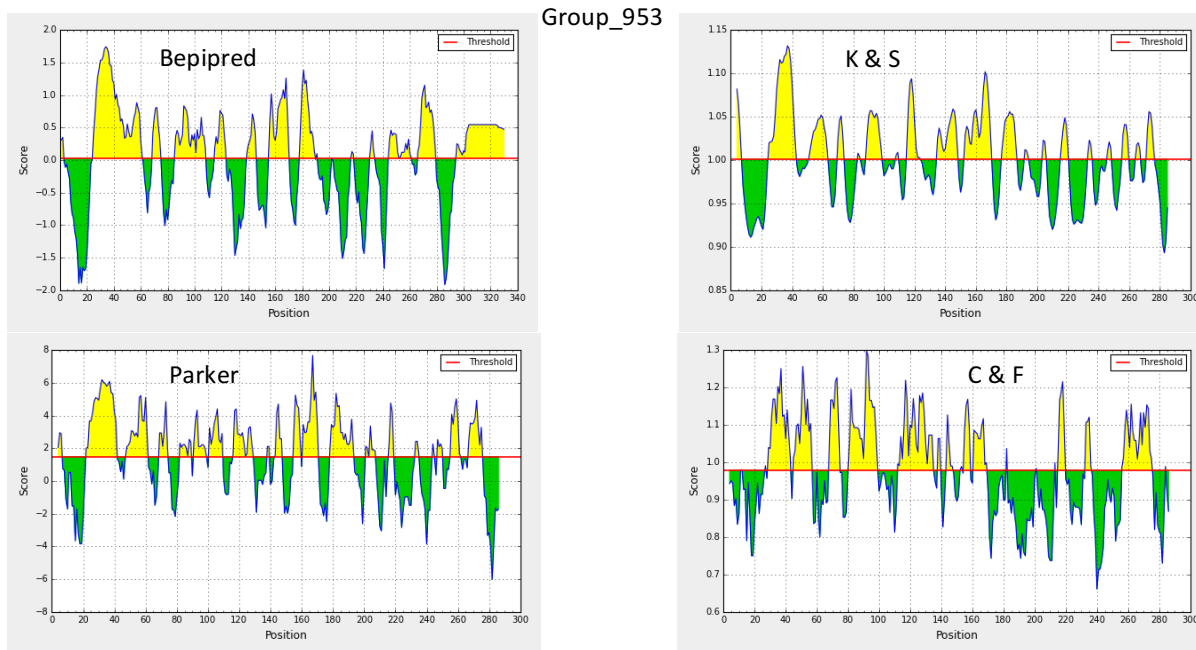 Group_953
Bepipred
Threshold
Score
2.0
1.5
1.0
0.5
0.0
−0.5
−1.0
−1.5
−2.0
0 20 40 60 80 100 120 140 160 180 200 220 240 260 280 300 320 340
Position
K & S
Threshold
Score
1.15
1.10
1.05
1.00
0.95
0.90
0.85
0 20 40 60 80 100 120 140 160 180 200 220 240 260 280 300
Position
Parker
Threshold
Score
8
6
4
2
0
−2
−4
−6
−8
0 20 40 60 80 100 120 140 160 180 200 220 240 260 280 300
Position
C & F
Threshold
Score
1.3
1.2
1.1
1.0
0.9
0.8
0.7
0.6
0 20 40 60 80 100 120 140 160 180 200 220 240 260 280 300
Position